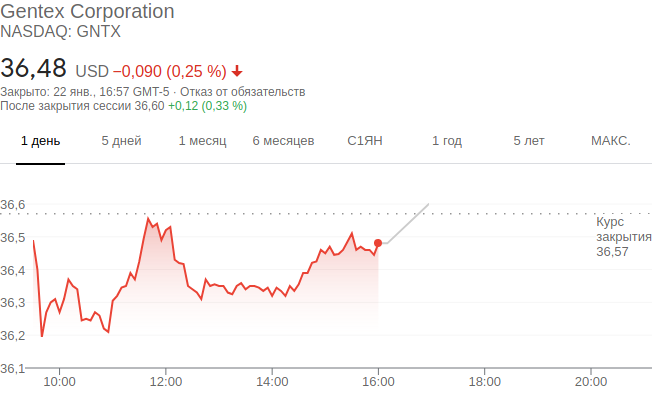 Gentex Corporation
NASDAQ: GNTX
36,48 USD −0,090 (0,25 %)
Закрыто: 22 янв., 16:57 GMT-5 · Отказ от обязательств
После закрытия сессии 36,60 +0,12 (0,33 %)
1 день 5 дней 1 месяц 6 месяцев С1ЯН 1 год 5 лет МАКС.
36,6
36,5
36,4
36,3
36,2
36,1
Курс
закрытия
36,57
10:00 12:00 14:00 16:00 18:00 20:00